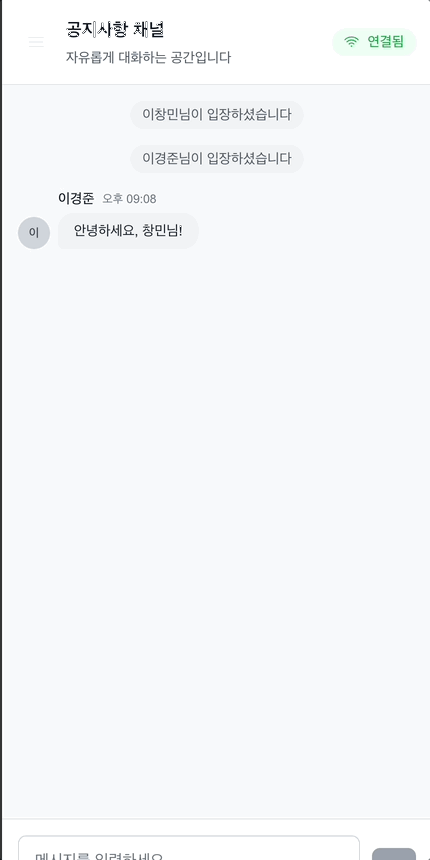 공지사항 채널
자유롭게 대화하는 공간입니다
연결됨
이창민님이 입장하셨습니다
이경준님이 입장하셨습니다
이경준 오후 09:08
이
안녕하세요, 창민님!
메시지를 입력하세요